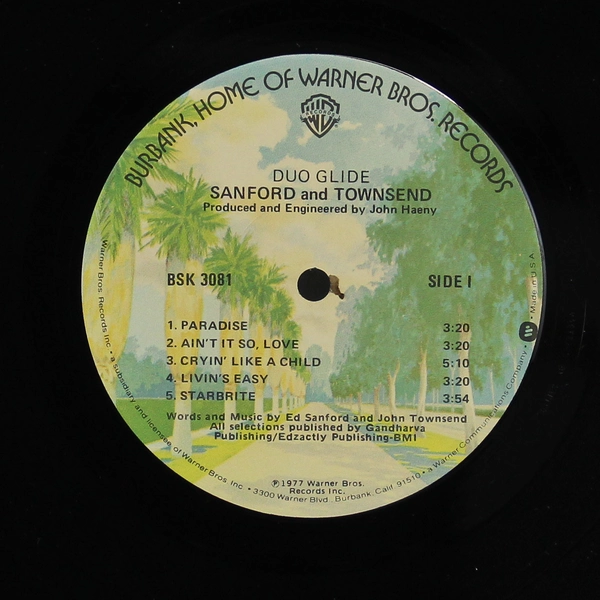 BURBANK, HOME OF WARNER BROS. RECORDS
WB
RECORDS
DUO GLIDE
SANFORD and TOWNSEND
Produced and Engineered by John Haeny
BSK 3081
SIDE I
1. PARADISE 3:20
2. AIN'T IT SO, LOVE 3:20
3. CRYIN' LIKE A CHILD 5:10
4. LIVIN'S EASY 3:20
5. STARBRITE 3:54
Words and Music by Ed Sanford and John Townsend
All selections published by Gandharva
Publishing/Edzactly Publishing-BMI
℗1977 Warner Bros.
Records Inc.
Warner Bros. Records Inc. • a subsidiary and licensee of Warner Bros. Inc. • 3300 Warner Blvd., Burbank, Calif. 91510 • a Warner Communications Company • Made in U.S.A.